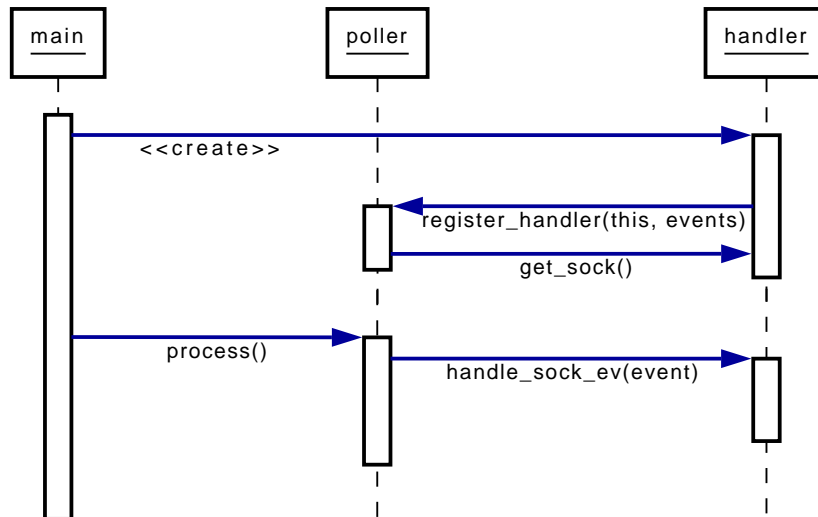 main
poller
handler
<<create>>
register_handler(this, events)
get_sock()
process()
handle_sock_ev(event)